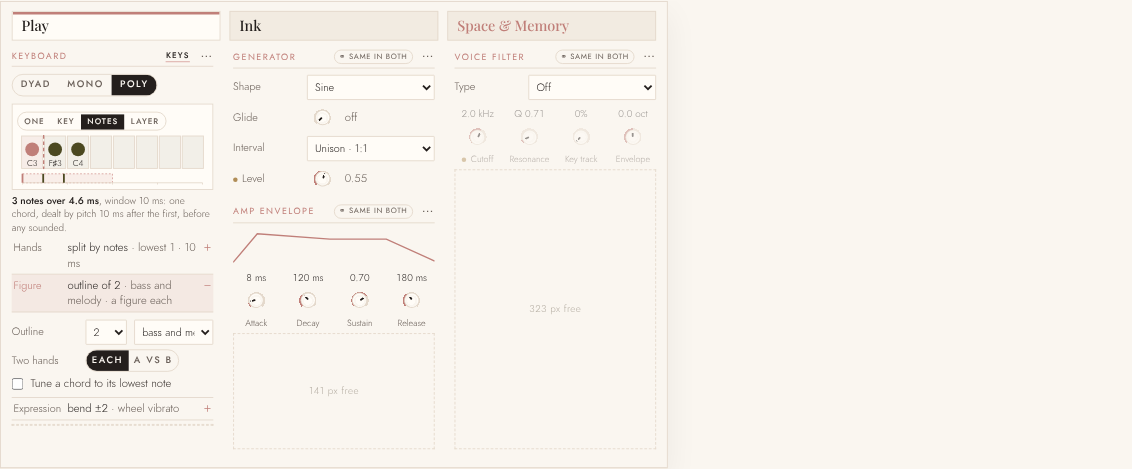 Play
KEYBOARD KEYS ...
DYAD MONO POLY
ONE KEY NOTES LAYER
C3 F#3 C4
3 notes over 4.6 ms, window 10 ms: one
chord, dealt by pitch 10 ms after the first, before
any sounded.
Hands split by notes · lowest 1 · 10 +
ms
Figure outline of 2 · bass and −
melody · a figure each
Outline 2 bass and m
Two hands EACH A VS B
Tune a chord to its lowest note
Expression bend ±2 · wheel vibrato +
Ink
GENERATOR = SAME IN BOTH ...
Shape Sine
Glide off
Interval Unison · 1:1
Level 0.55
AMP ENVELOPE = SAME IN BOTH ...
8 ms 120 ms 0.70 180 ms
Attack Decay Sustain Release
141 px free
Space & Memory
VOICE FILTER = SAME IN BOTH ...
Type Off
2.0 kHz Q 0.71 0% 0.0 oct
Cutoff Resonance Key track Envelope
323 px free